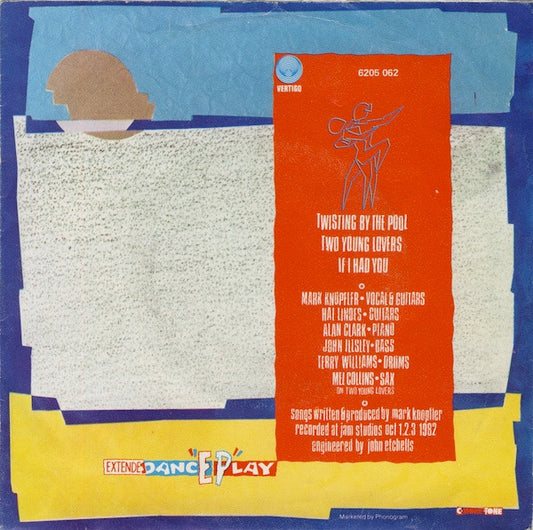 VERTIGO
6205 062
TWISTING BY THE POOL
TWO YOUNG LOVERS
IF I HAD YOU
MARK KNOPFLER • VOCAL & GUITARS
HAL LINDES • GUITARS
ALAN CLARK • PIANO
JOHN ILLSLEY • BASS
TERRY WILLIAMS • DRUMS
MEL COLLINS • SAX
ON TWO YOUNG LOVERS
songs written & produced by mark knopfler
recorded at jam studios oct 1.2.3 1982
engineered by john etchells
EXTENDEDANC"EP"LAY
Marketed by Phonogram